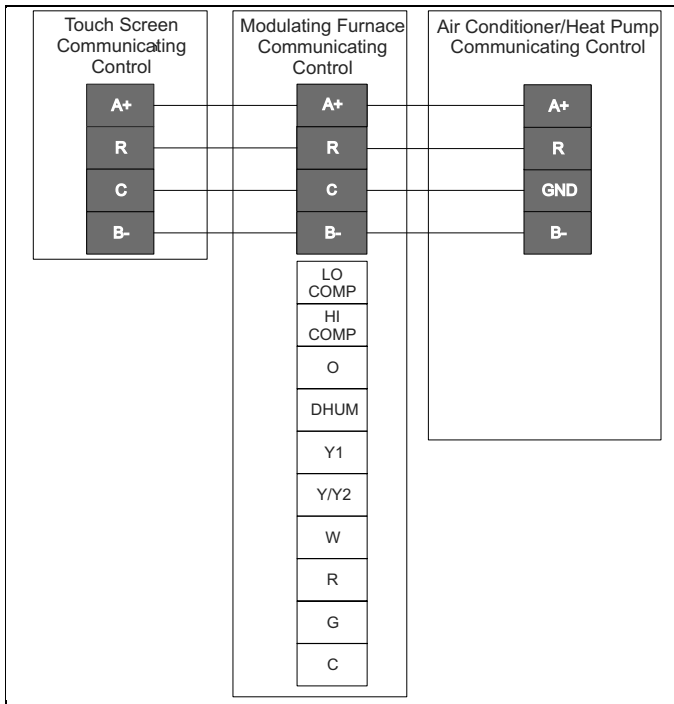 Touch Screen
Communicating
Control
A+
R
C
B-
Modulating Furnace
Communicating
Control
A+
R
C
B-
LO
COMP
HI
COMP
O
DHUM
Y1
Y/Y2
W
R
G
C
Air Conditioner/Heat Pump
Communicating Control
A+
R
GND
B-